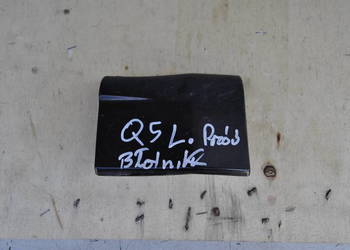 Q5 L. Przód
Błotnik